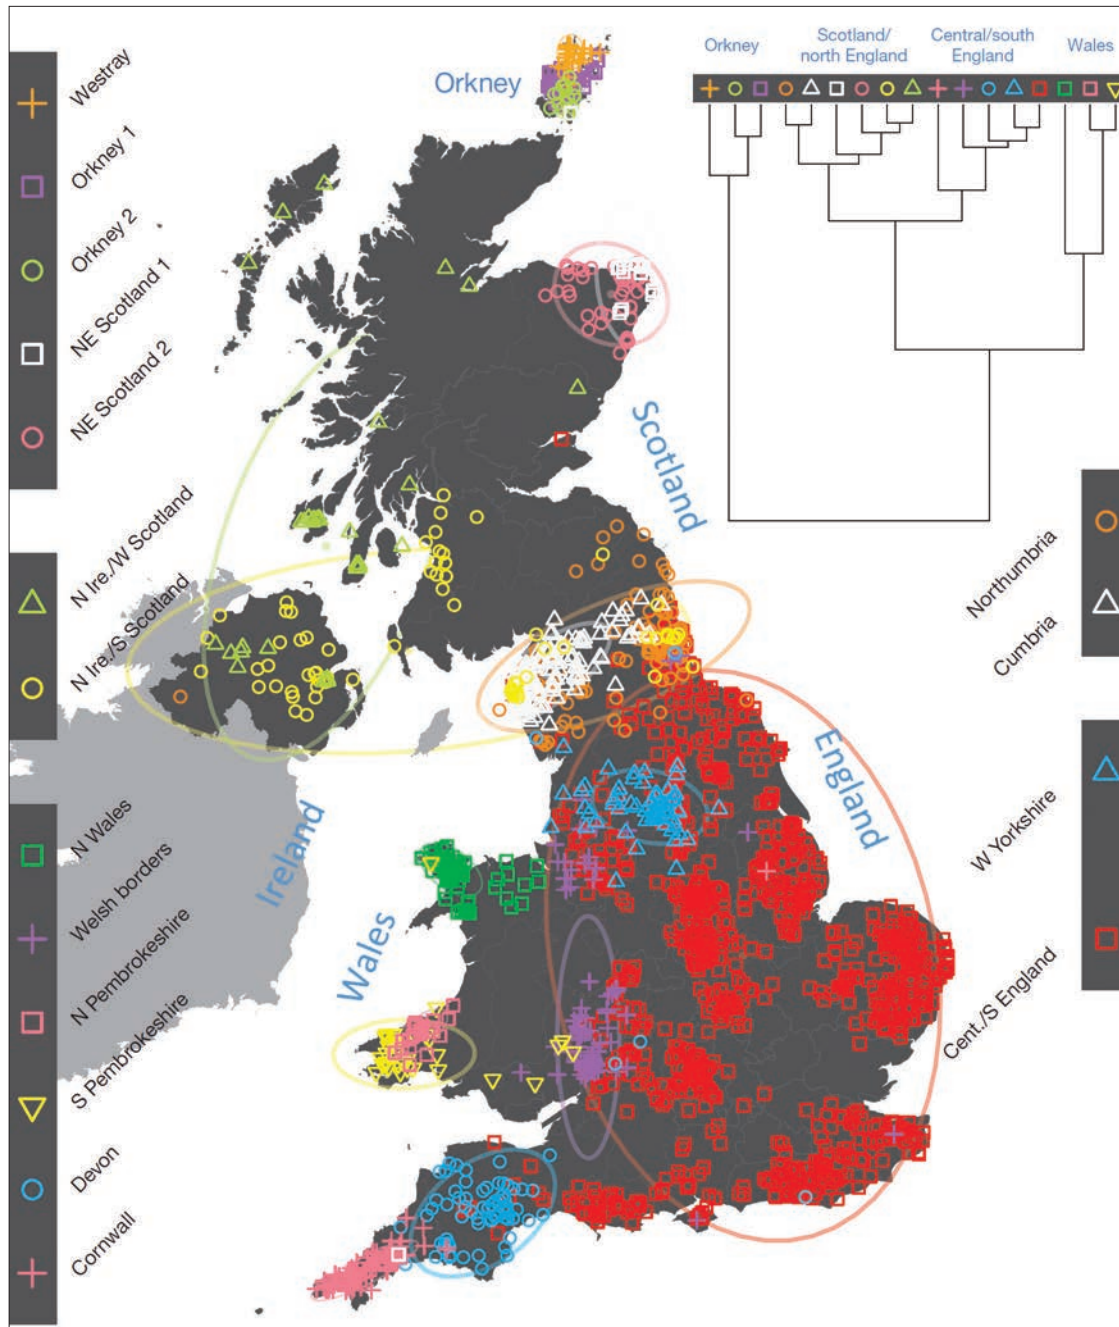 Orkney
Scotland/
north England
Central/south
England
Wales
Westray
Orkney 1
Orkney 2
NE Scotland 1
NE Scotland 2
N Ire./W Scotland
N Ire./S Scotland
N Wales
Welsh borders
N Pembrokeshire
S Pembrokeshire
Devon
Cornwall
Orkney
Scotland
England
Ireland
Wales
Northumbria
Cumbria
W Yorkshire
Cent./S England